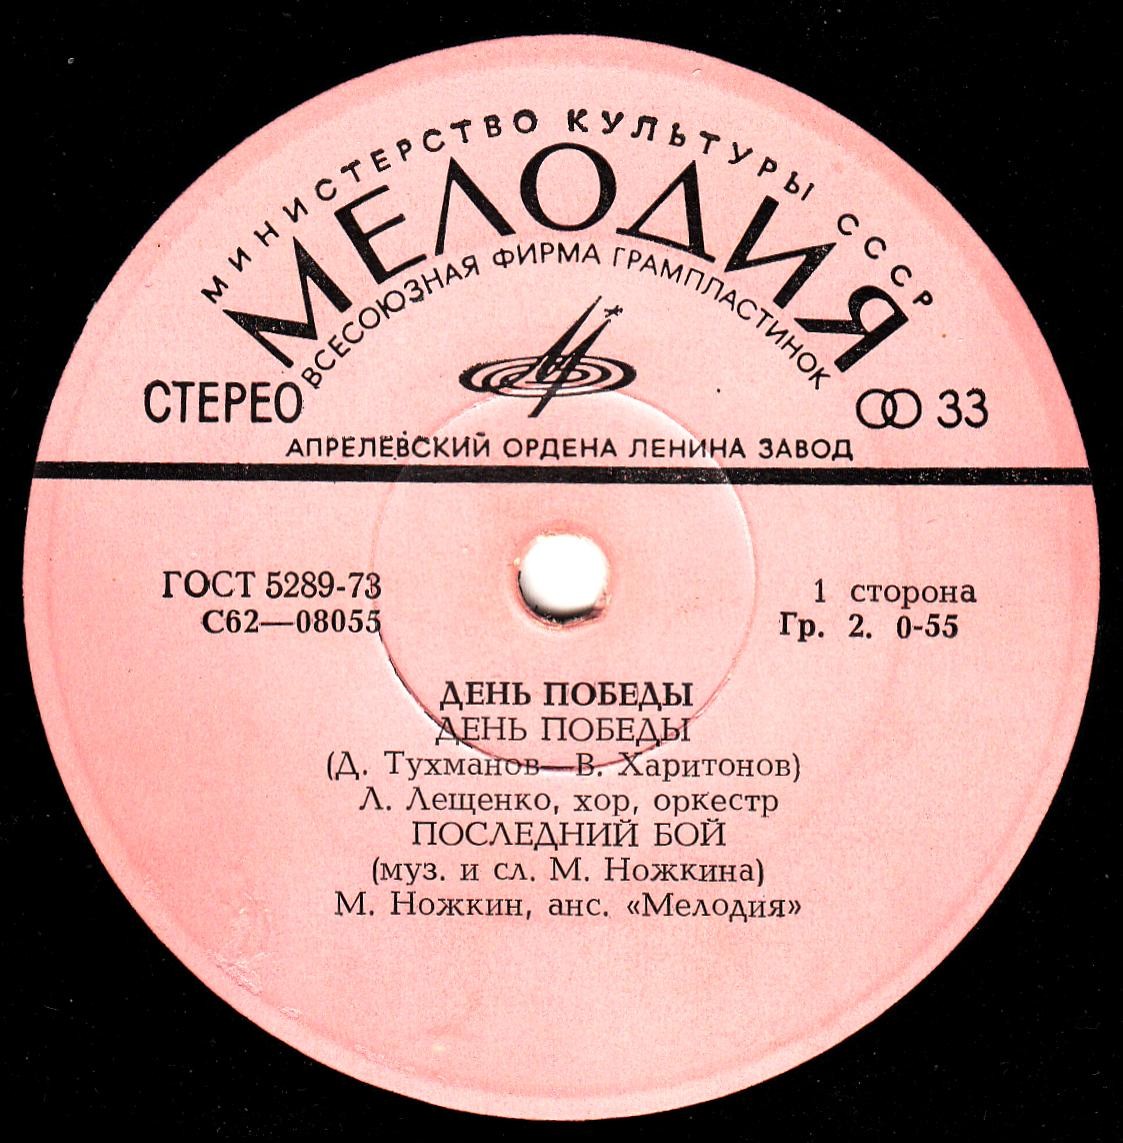 МИНИСТЕРСТВО КУЛЬТУРЫ СССР
МЕЛОДИЯ
ВСЕСОЮЗНАЯ ФИРМА ГРАМПЛАСТИНОК
СТЕРЕО
33
АПРЕЛЕВСКИЙ ОРДЕНА ЛЕНИНА ЗАВОД
ГОСТ 5289-73
С62—08055
1 сторона
Гр. 2. 0-55
ДЕНЬ ПОБЕДЫ
ДЕНЬ ПОБЕДЫ
(Д. Тухманов— В. Харитонов)
Л. Лещенко, хор, оркестр
ПОСЛЕДНИЙ БОЙ
(муз. и сл. М. Ножкина)
М. Ножкин, анс. «Мелодия»